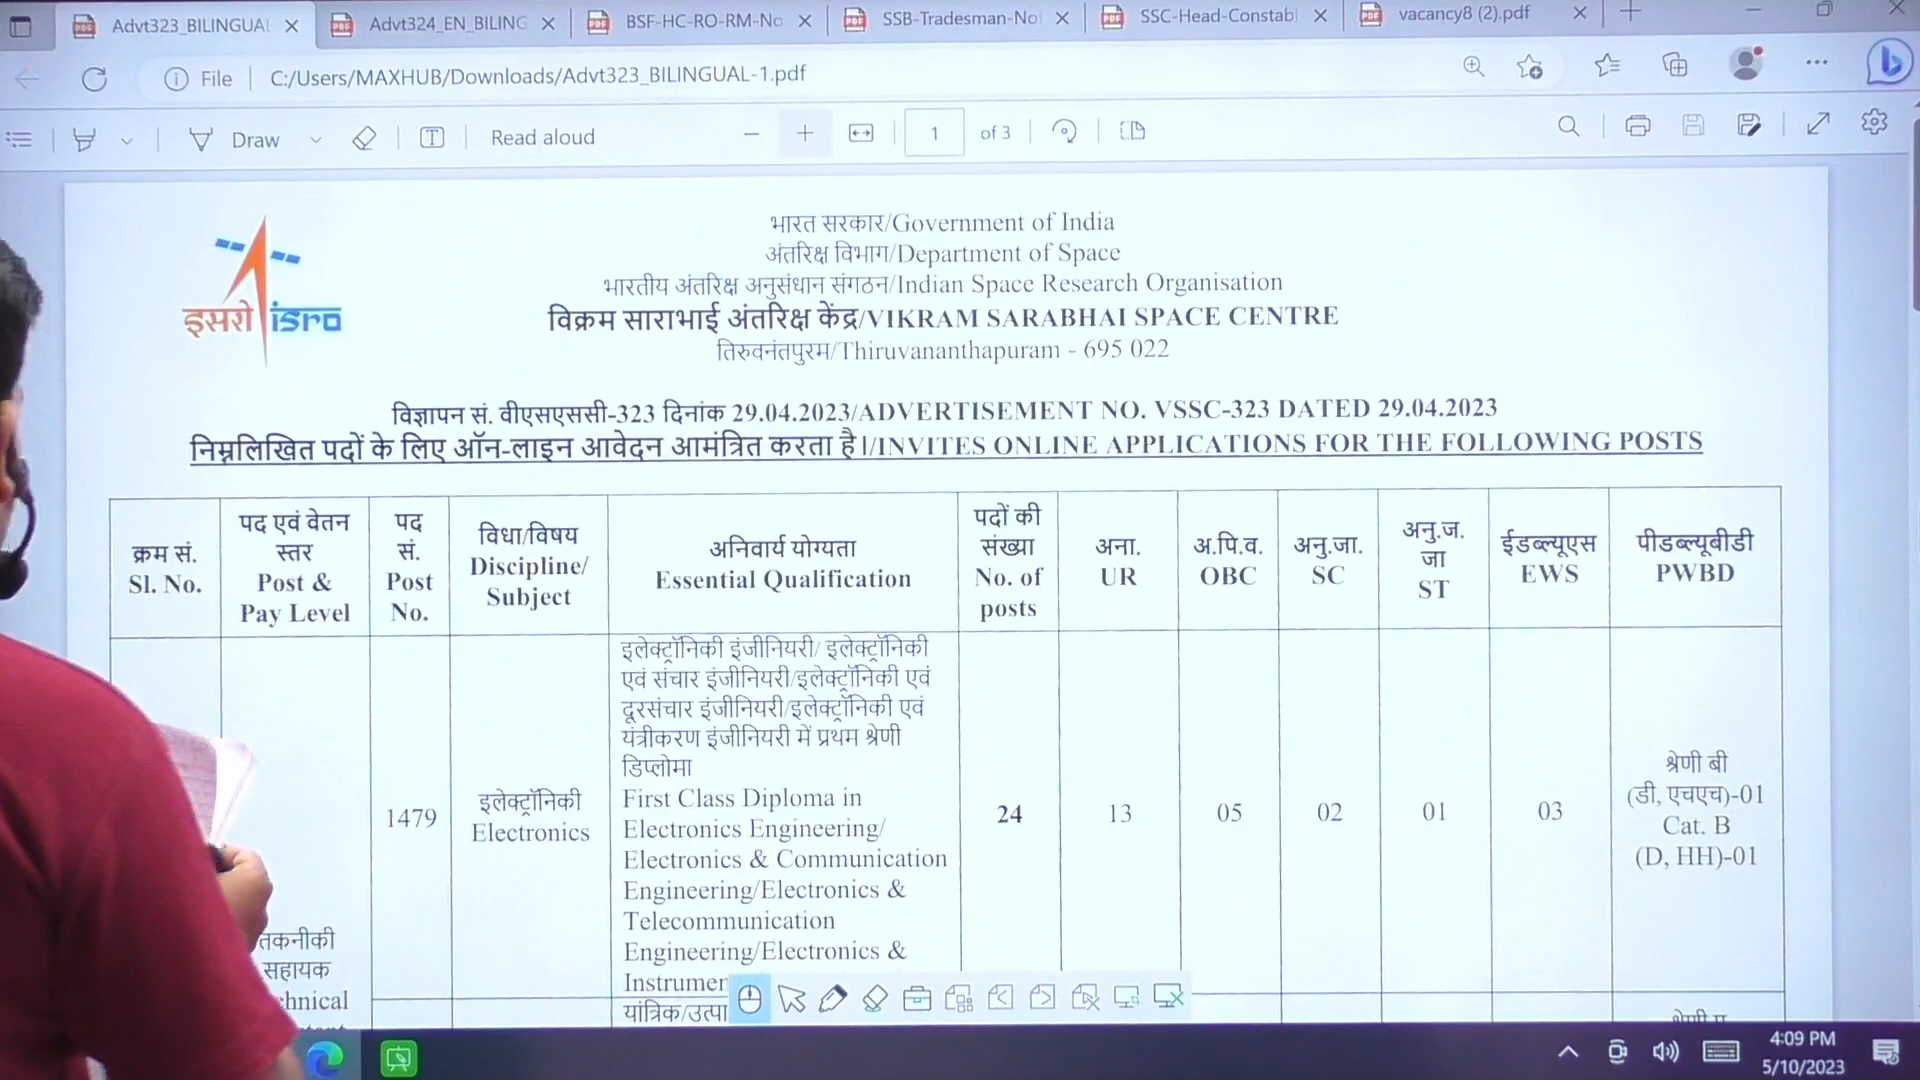 Advt323_BILINGUAL
Advt324_EN_BILING
BSF-HC-RO-RM-No
SSB-Tradesman-No
SSC-Head-Constabl
vacancy8 (2).pdf
File
C:/Users/MAXHUB/Downloads/Advt323_BILINGUAL-1.pdf
Draw
Read aloud
1
of 3
भारत सरकार/Government of India
अंतरिक्ष विभाग/Department of Space
भारतीय अंतरिक्ष अनुसंधान संगठन/Indian Space Research Organisation
विक्रम साराभाई अंतरिक्ष केंद्र/VIKRAM SARABHAI SPACE CENTRE
तिरुवनंतपुरम/Thiruvananthapuram - 695 022
इसरो isro
विज्ञापन सं. वीएसएससी-323 दिनांक 29.04.2023/ADVERTISEMENT NO. VSSC-323 DATED 29.04.2023
निम्नलिखित पदों के लिए ऑन-लाइन आवेदन आमंत्रित करता है।/INVITES ONLINE APPLICATIONS FOR THE FOLLOWING POSTS
क्रम सं.
Sl. No.
पद एवं वेतन
स्तर
Post &
Pay Level
पद
सं.
Post
No.
विधा/विषय
Discipline/
Subject
अनिवार्य योग्यता
Essential Qualification
पदों की
संख्या
No. of
posts
अना.
UR
अ.पि.व.
OBC
अनु.जा.
SC
अनु.ज.
जा
ST
ईडब्ल्यूएस
EWS
पीडब्ल्यूबीडी
PWBD
तकनीकी
सहायक
chnical
1479
इलेक्ट्रॉनिकी
Electronics
इलेक्ट्रॉनिकी इंजीनियरी/ इलेक्ट्रॉनिकी
एवं संचार इंजीनियरी/इलेक्ट्रॉनिकी एवं
दूरसंचार इंजीनियरी/इलेक्ट्रॉनिकी एवं
यंत्रीकरण इंजीनियरी में प्रथम श्रेणी
डिप्लोमा
First Class Diploma in
Electronics Engineering/
Electronics & Communication
Engineering/Electronics &
Telecommunication
Engineering/Electronics &
Instrumen
यांत्रिक/उत्पा
24
13
05
02
01
03
श्रेणी बी
(डी, एचएच)-01
Cat. B
(D, HH)-01
4:09 PM
5/10/2023